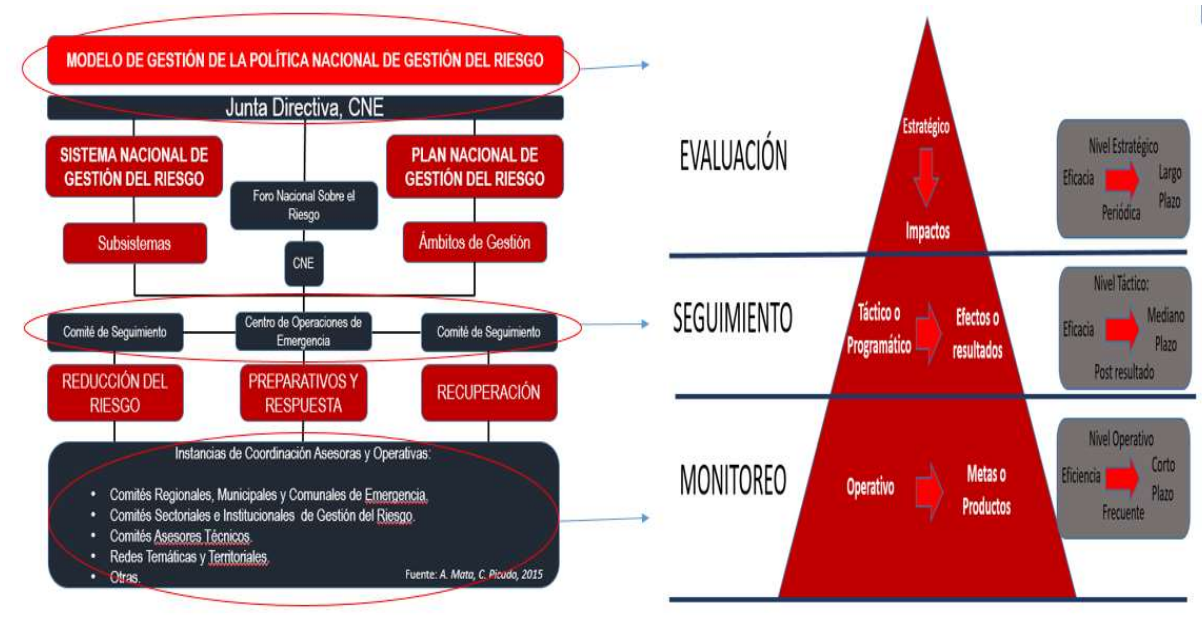 MODELO DE GESTIÓN DE LA POLÍTICA NACIONAL DE GESTIÓN DEL RIESGO
Junta Directiva, CNE
SISTEMA NACIONAL DE
GESTIÓN DEL RIESGO
Foro Nacional Sobre el
Riesgo
PLAN NACIONAL DE
GESTIÓN DEL RIESGO
Subsistemas
CNE
Ámbitos de Gestión
Comité de Seguimiento
Centro de Operaciones de
Emergencia
Comité de Seguimiento
REDUCCIÓN DEL
RIESGO
PREPARATIVOS Y
RESPUESTA
RECUPERACIÓN
Instancias de Coordinación Asesoras y Operativas:
• Comités Regionales, Municipales y Comunales de Emergencia.
• Comités Sectoriales e Institucionales de Gestión del Riesgo.
• Comités Asesores Técnicos.
• Redes Temáticas y Territoriales.
• Otras.
Fuente: A. Mata, C. Picado, 2015
EVALUACIÓN
Estratégico
Impactos
Nivel Estratégico
Eficacia
Largo
Plazo
Periódica
SEGUIMIENTO
Táctico o
Programático
Efectos o
resultados
Nivel Táctico:
Eficacia
Mediano
Plazo
Post resultado
MONITOREO
Operativo
Metas o
Productos
Nivel Operativo
Eficiencia
Corto
Plazo
Frecuente